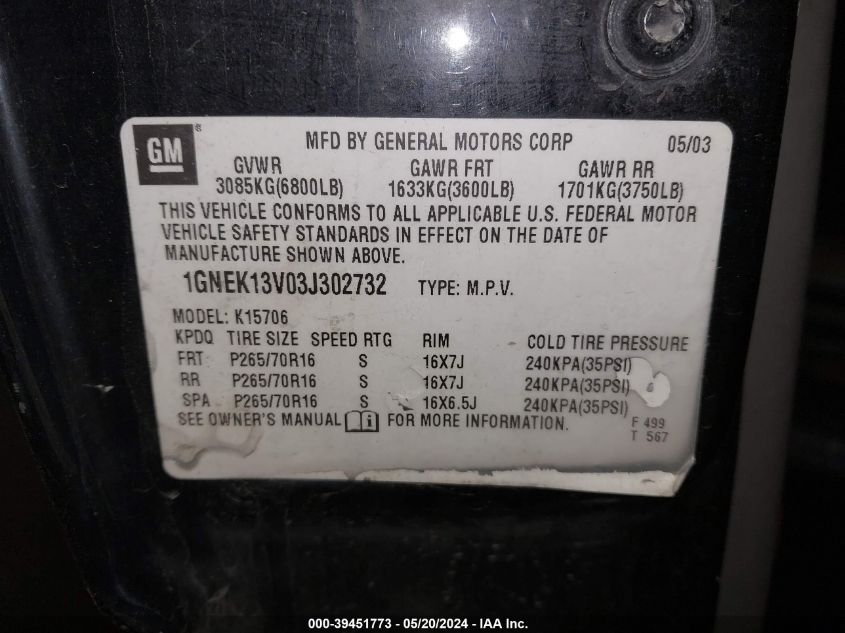 GM ®
MFD BY GENERAL MOTORS CORP 05/03
GVWR GAWR FRT GAWR RR
3085KG(6800LB) 1633KG(3600LB) 1701KG(3750LB)
THIS VEHICLE CONFORMS TO ALL APPLICABLE U.S. FEDERAL MOTOR
VEHICLE SAFETY STANDARDS IN EFFECT ON THE DATE OF
MANUFACTURE SHOWN ABOVE.
1GNEK13V03J302732 TYPE: M.P.V.
MODEL: K15706
KPDQ TIRE SIZE SPEED RTG RIM COLD TIRE PRESSURE
FRT P265/70R16 S 16X7J 240KPA(35PSI)
RR P265/70R16 S 16X7J 240KPA(35PSI)
SPA P265/70R16 S 16X6.5J 240KPA(35PSI)
SEE OWNER'S MANUAL i FOR MORE INFORMATION. F 499
T 567
000-39451773 - 05/20/2024 - IAA Inc.